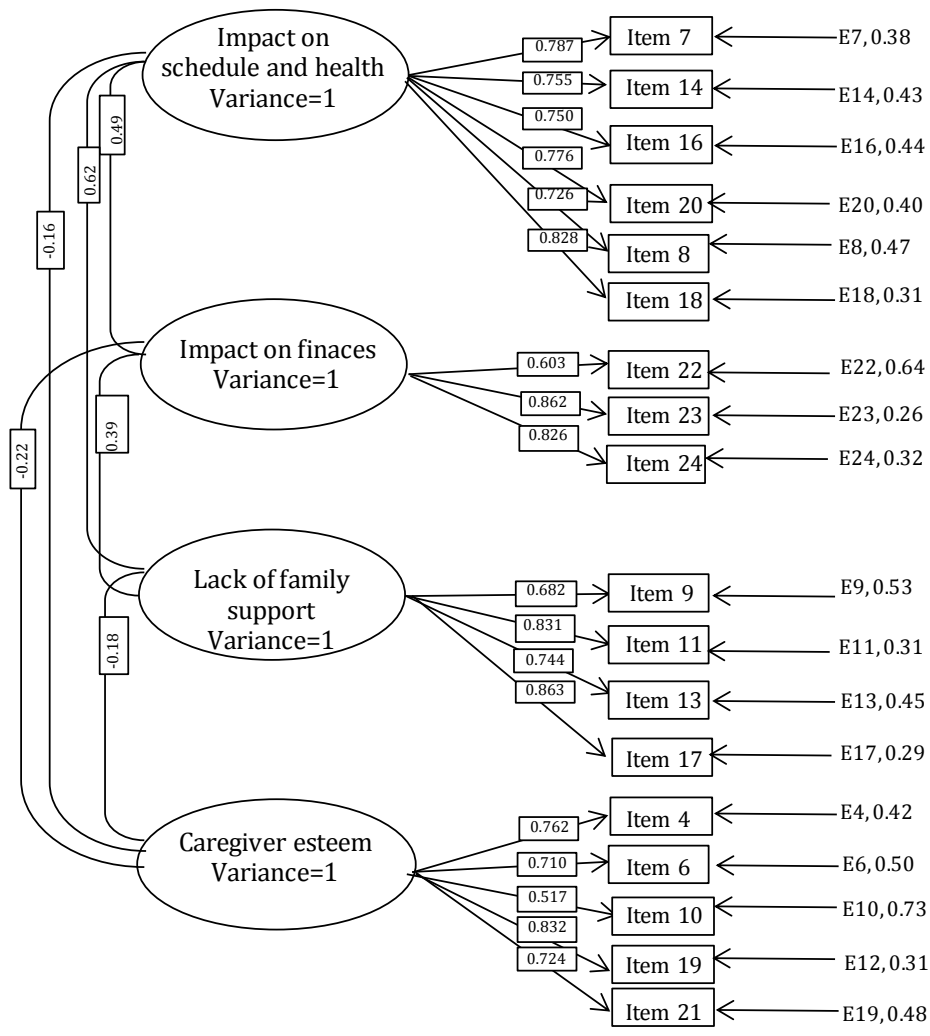 Impact on
schedule and health
Variance=1
0.787
0.755
0.750
0.776
0.726
0.828
Item 7
Item 14
Item 16
Item 20
Item 8
Item 18
E7, 0.38
E14, 0.43
E16, 0.44
E20, 0.40
E8, 0.47
E18, 0.31
0.49
0.62
-0.16
Impact on finaces
Variance=1
0.603
0.862
0.826
Item 22
Item 23
Item 24
E22, 0.64
E23, 0.26
E24, 0.32
0.39
-0.22
Lack of family
support
Variance=1
0.682
0.831
0.744
0.863
Item 9
Item 11
Item 13
Item 17
E9, 0.53
E11, 0.31
E13, 0.45
E17, 0.29
-0.18
Caregiver esteem
Variance=1
0.762
0.710
0.517
0.832
0.724
Item 4
Item 6
Item 10
Item 19
Item 21
E4, 0.42
E6, 0.50
E10, 0.73
E12, 0.31
E19, 0.48